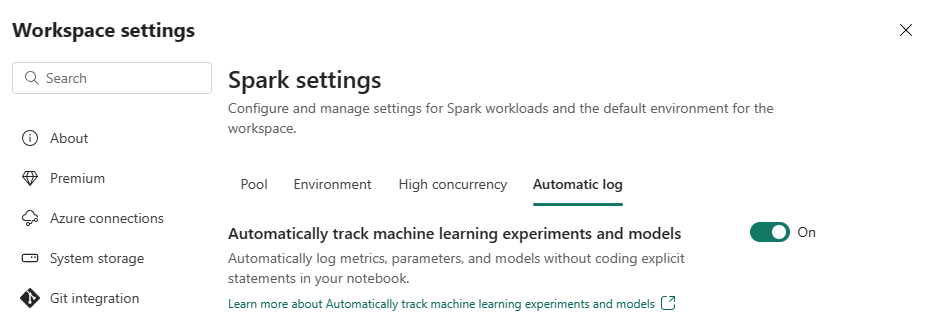 Workspace settings
Search
About
Premium
Azure connections
System storage
Git integration
Spark settings
Configure and manage settings for Spark workloads and the default environment for the
workspace.
Pool Environment High concurrency Automatic log
Automatically track machine learning experiments and models
On
Automatically log metrics, parameters, and models without coding explicit
statements in your notebook.
Learn more about Automatically track machine learning experiments and models